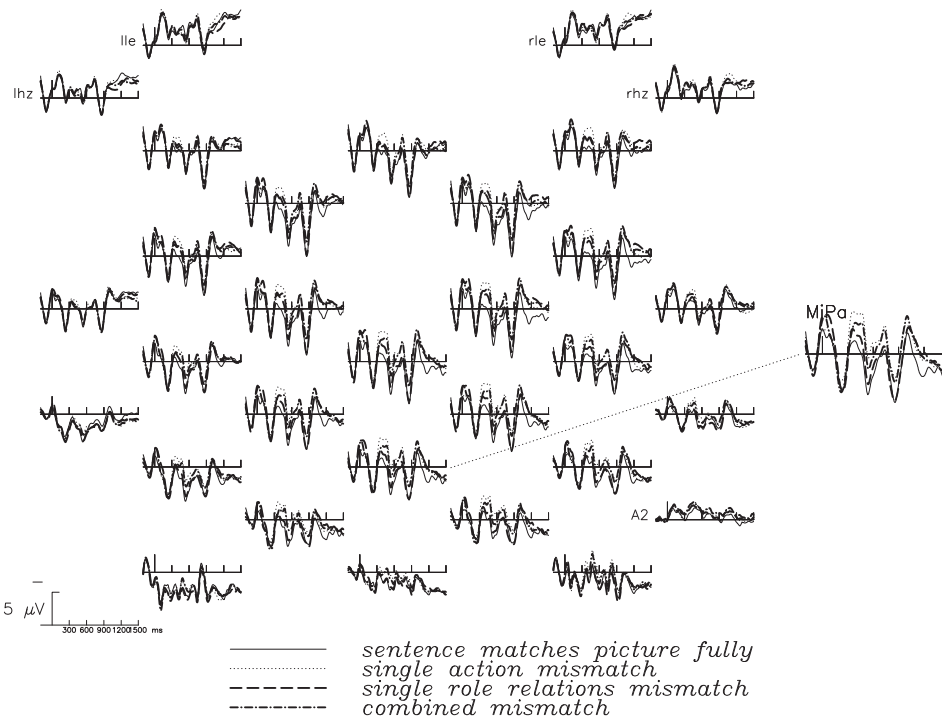 lle
rle
lhz
rhz
MiPa
A2
5 μV
300 600 900 1200 1500 ms
sentence matches picture fully
single action mismatch
single role relations mismatch
combined mismatch